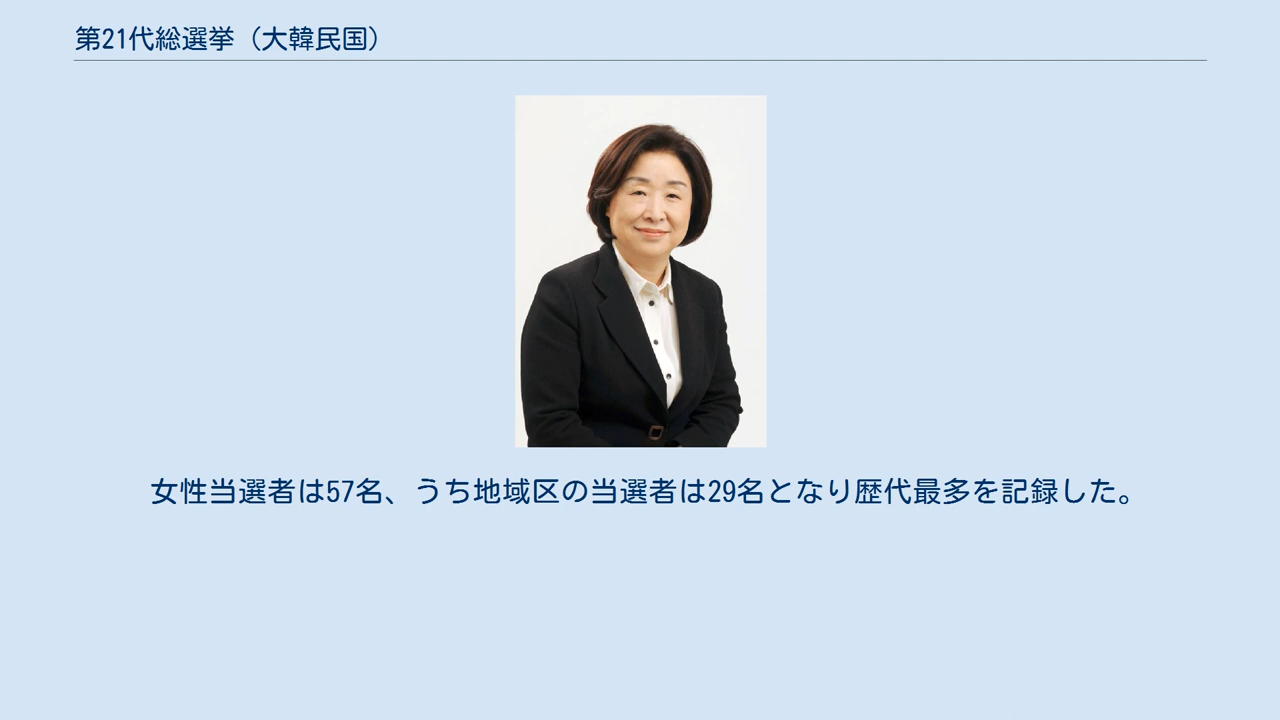 第21代総選挙（大韓民国）
女性当選者は57名、うち地域区の当選者は29名となり歴代最多を記録した。